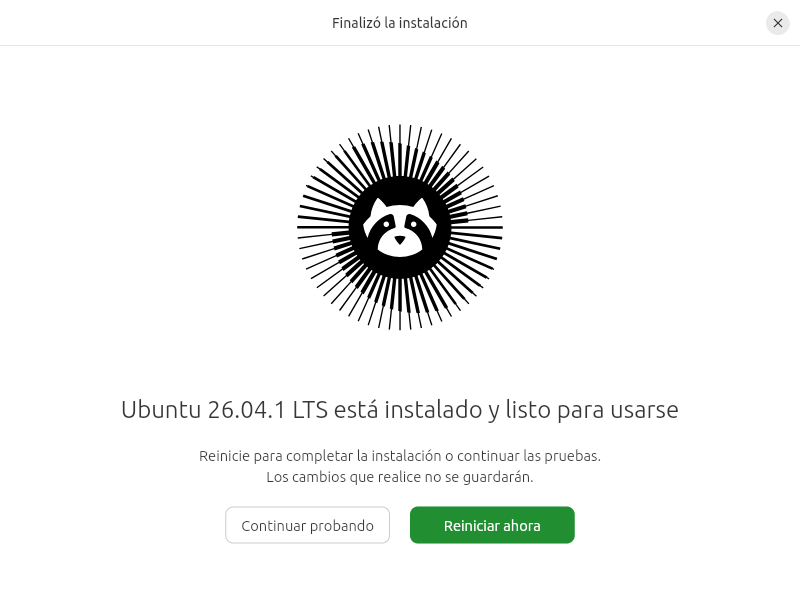 Finalizó la instalación
Ubuntu 26.04.1 LTS está instalado y listo para usarse
Reinicie para completar la instalación o continuar las pruebas.
Los cambios que realice no se guardarán.
Continuar probando
Reiniciar ahora